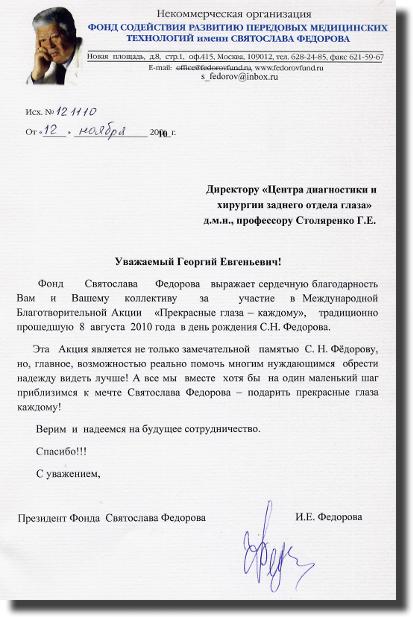 Некоммерческая организация
ФОНД СОДЕЙСТВИЯ РАЗВИТИЮ ПЕРЕДОВЫХ МЕДИЦИНСКИХ
ТЕХНОЛОГИЙ имени СВЯТОСЛАВА ФЕДОРОВА
Новая площадь, д.8, стр.1, оф.415, Москва, 109012, тел. 628-24-85, факс 621-59-67
E-mail: office@fedorovfund.ru, www.fedorovfund.ru
s_fedorov@inbox.ru
Исх. № 121110
От «12» ноября 2010 г.
Директору «Центра диагностики и
хирургии заднего отдела глаза»
д.м.н., профессору Столяренко Г.Е.
Уважаемый Георгий Евгеньевич!
Фонд Святослава Федорова выражает сердечную благодарность
Вам и Вашему коллективу за участие в Международной
Благотворительной Акции «Прекрасные глаза – каждому», традиционно
прошедшую 8 августа 2010 года в день рождения С.Н. Федорова.
Эта Акция является не только замечательной памятью С. Н. Фёдорову,
но, главное, возможностью реально помочь многим нуждающимся обрести
надежду видеть лучше! А все мы вместе хотя бы на один маленький шаг
приблизимся к мечте Святослава Федорова – подарить прекрасные глаза
каждому!
Верим и надеемся на будущее сотрудничество.
Спасибо!!!
С уважением,
Президент Фонда Святослава Федорова И.Е. Федорова